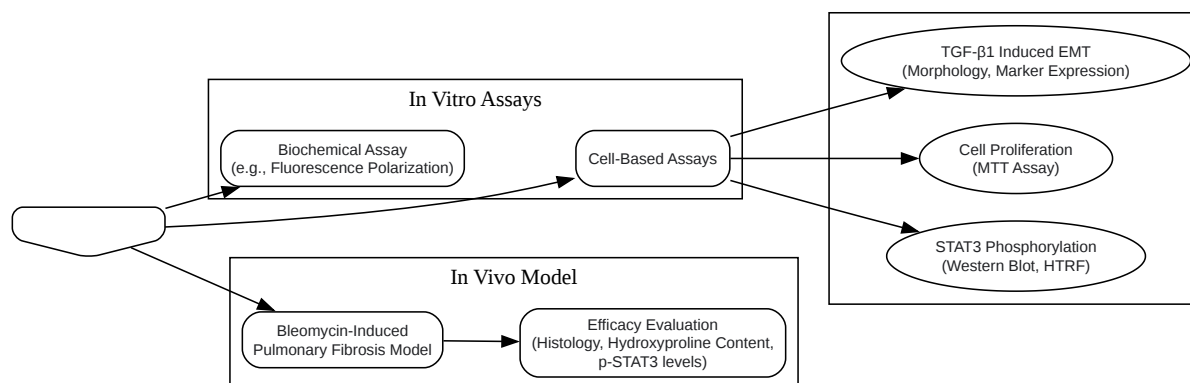 In Vitro Assays
Biochemical Assay
(e.g., Fluorescence Polarization)
Cell-Based Assays
TGF-β1 Induced EMT
(Morphology, Marker Expression)
Cell Proliferation
(MTT Assay)
STAT3 Phosphorylation
(Western Blot, HTRF)
In Vivo Model
Bleomycin-Induced
Pulmonary Fibrosis Model
Efficacy Evaluation
(Histology, Hydroxyproline Content,
p-STAT3 levels)